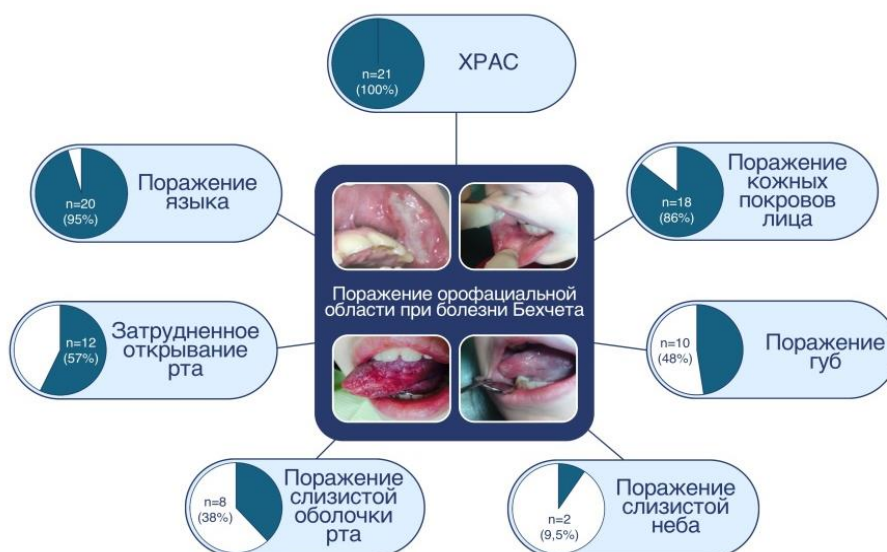 n=21
(100%)
ХРАС
n=20
(95%)
Поражение
языка
n=18
(86%)
Поражение
кожных
покровов
лица
Поражение орофациальной
области при болезни Бехчета
n=12
(57%)
Затрудненное
открывание
рта
n=10
(48%)
Поражение
губ
n=8
(38%)
Поражение
слизистой
оболочки
рта
n=2
(9,5%)
Поражение
слизистой
неба